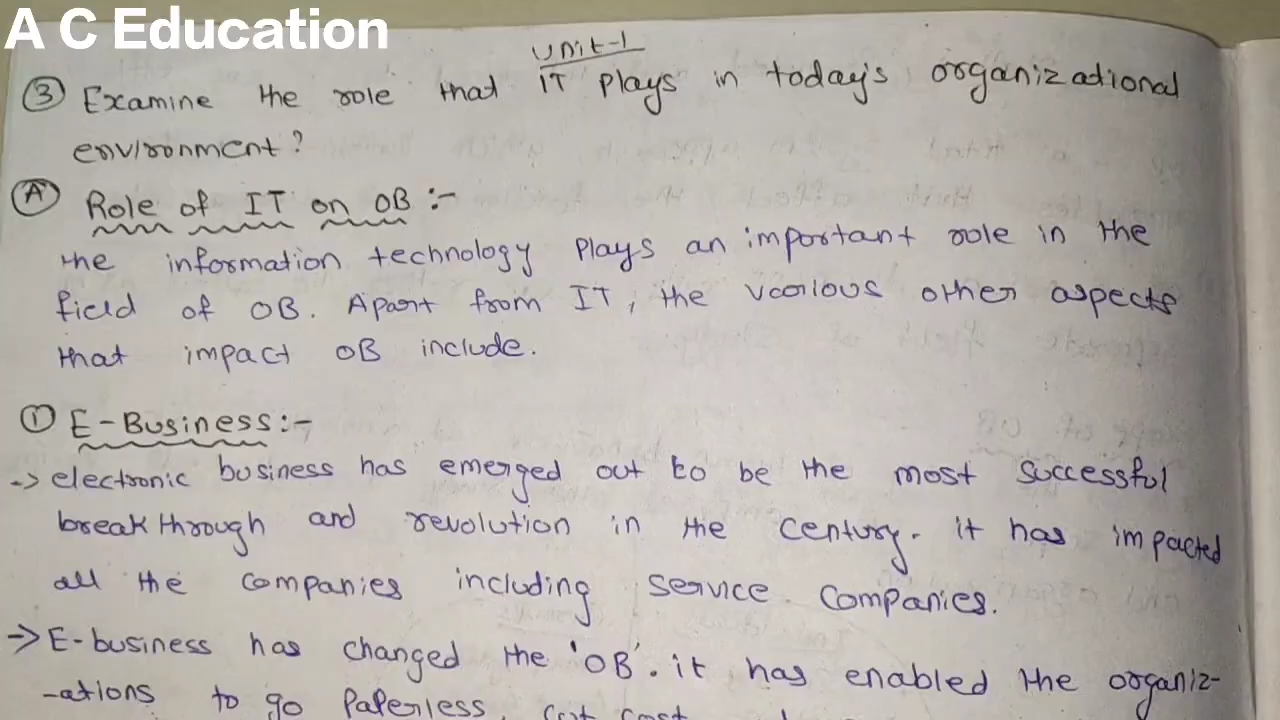 A C Education
Unit-1
③ Examine the role that IT plays in today's organizational
environment?
Ⓐ Role of IT on OB :-
the information technology plays an important role in the
field of OB. Apart from IT, the various other aspects
that impact OB include.
① E-Business:-
-> electronic business has emerged out to be the most successful
breakthrough and revolution in the century. it has impacted
all the companies including service companies.
-> E-business has changed the 'OB'. it has enabled the organiz-
-ations to go paperless, cut cost